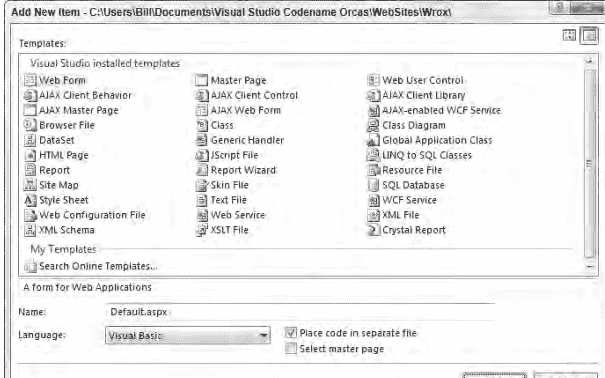 Add New Item - C:\Users\Bill\Documents\Visual Studio Codename Orcas\WebSites\Wrox\
Templates:
Visual Studio installed templates
Web Form Master Page Web User Control
AJAX Client Behavior AJAX Client Control AJAX Client Library
AJAX Master Page AJAX Web Form AJAX-enabled WCF Service
Browser File Class Class Diagram
DataSet Generic Handler Global Application Class
HTML Page JScript File LINQ to SQL Classes
Report Report Wizard Resource File
Site Map Skin File SQL Database
Style Sheet Text File WCF Service
Web Configuration File Web Service XML File
XML Schema XSLT File Crystal Report
My Templates
Search Online Templates...
A form for Web Applications
Name: Default.aspx
Language: Visual Basic Place code in separate file
Select master page